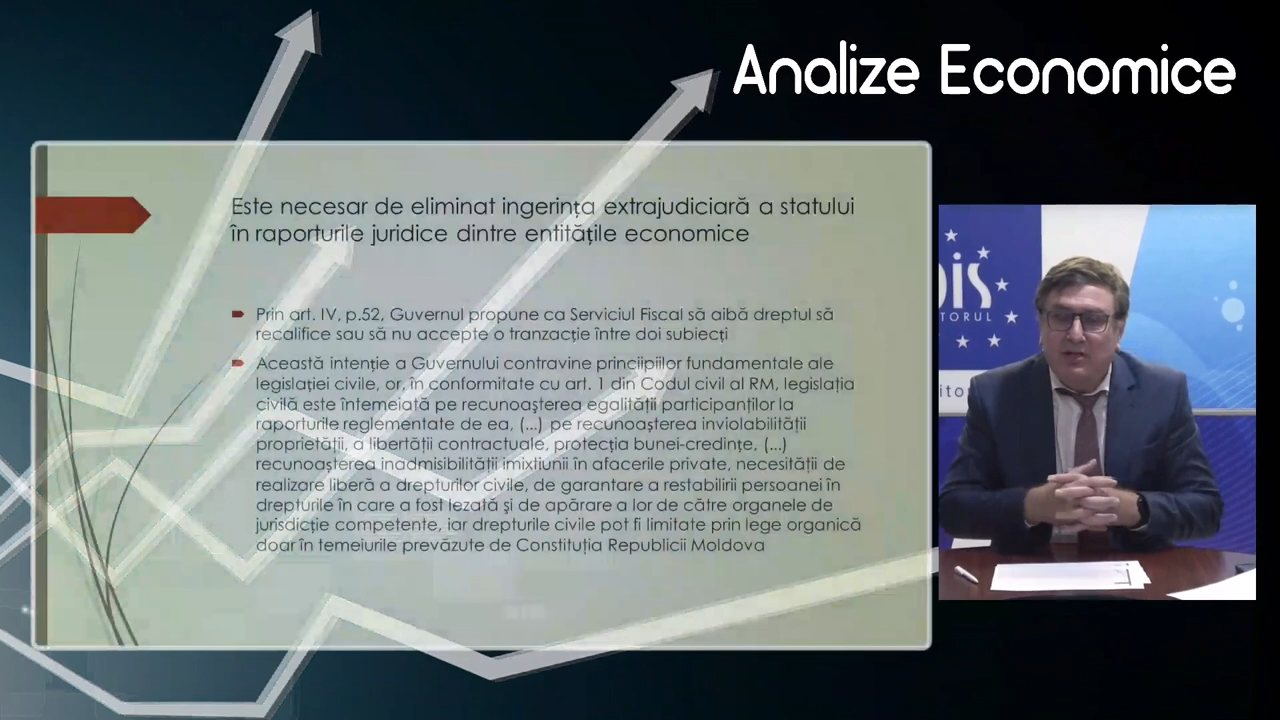 Analize Economice
Este necesar de eliminat ingerința extrajudiciară a statului
în raporturile juridice dintre entitățile economice
Prin art. IV, p.52, Guvernul propune ca Serviciul Fiscal să aibă dreptul să
recalifice sau să nu accepte o tranzacție între doi subiecți
Această intenție a Guvernului contravine princiipiilor fundamentale ale
legislației civile, or, în conformitate cu art. 1 din Codul civil al RM, legislația
civilă este întemeiată pe recunoaşterea egalității participanților la
raporturile reglementate de ea, (...) pe recunoaşterea inviolabilității
proprietății, a libertății contractuale, protecția bunei-credințe, (...)
recunoaşterea inadmisibilității imixtiunii în afacerile private, necesității de
realizare liberă a drepturilor civile, de garantare a restabilirii persoanei în
drepturile în care a fost lezată şi de apărare a lor de către organele de
jurisdicție competente, iar drepturile civile pot fi limitate prin lege organică
doar în temeiurile prevăzute de Constituția Republicii Moldova